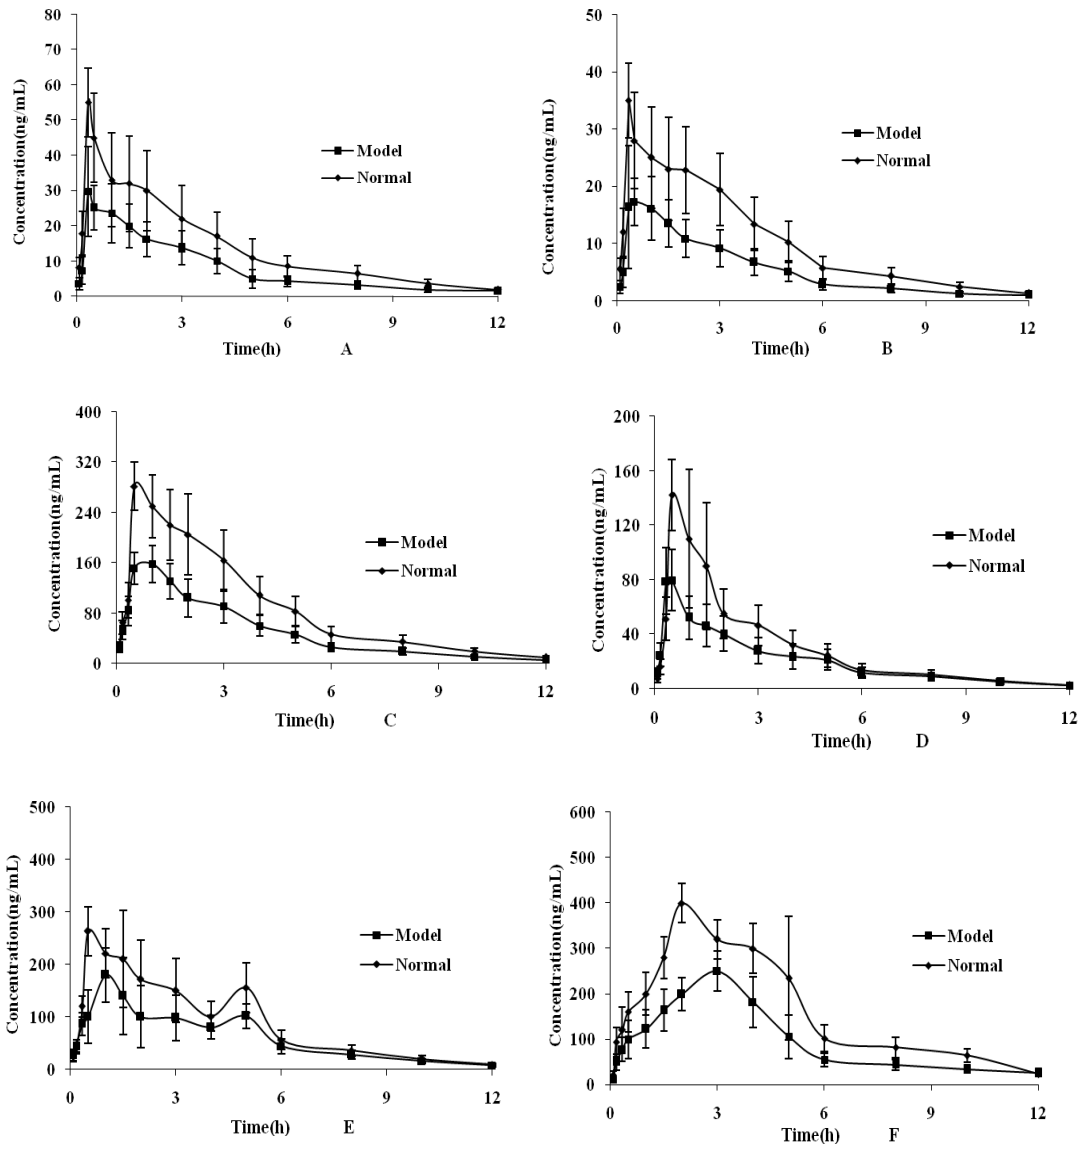 80
70
60
50
40
30
20
10
0
Concentration(ng/mL)
Model
Normal
0 3 6 9 12
Time(h) A
50
40
30
20
10
0
Concentration(ng/mL)
Model
Normal
0 3 6 9 12
Time(h) B
400
320
240
160
80
0
Concentration(ng/mL)
Model
Normal
0 3 6 9 12
Time(h) C
200
160
120
80
40
0
Concentration(ng/mL)
Model
Normal
0 3 6 9 12
Time(h) D
500
400
300
200
100
0
Concentration(ng/mL)
Model
Normal
0 3 6 9 12
Time(h) E
600
500
400
300
200
100
0
Concentration(ng/mL)
Model
Normal
0 3 6 9 12
Time(h) F